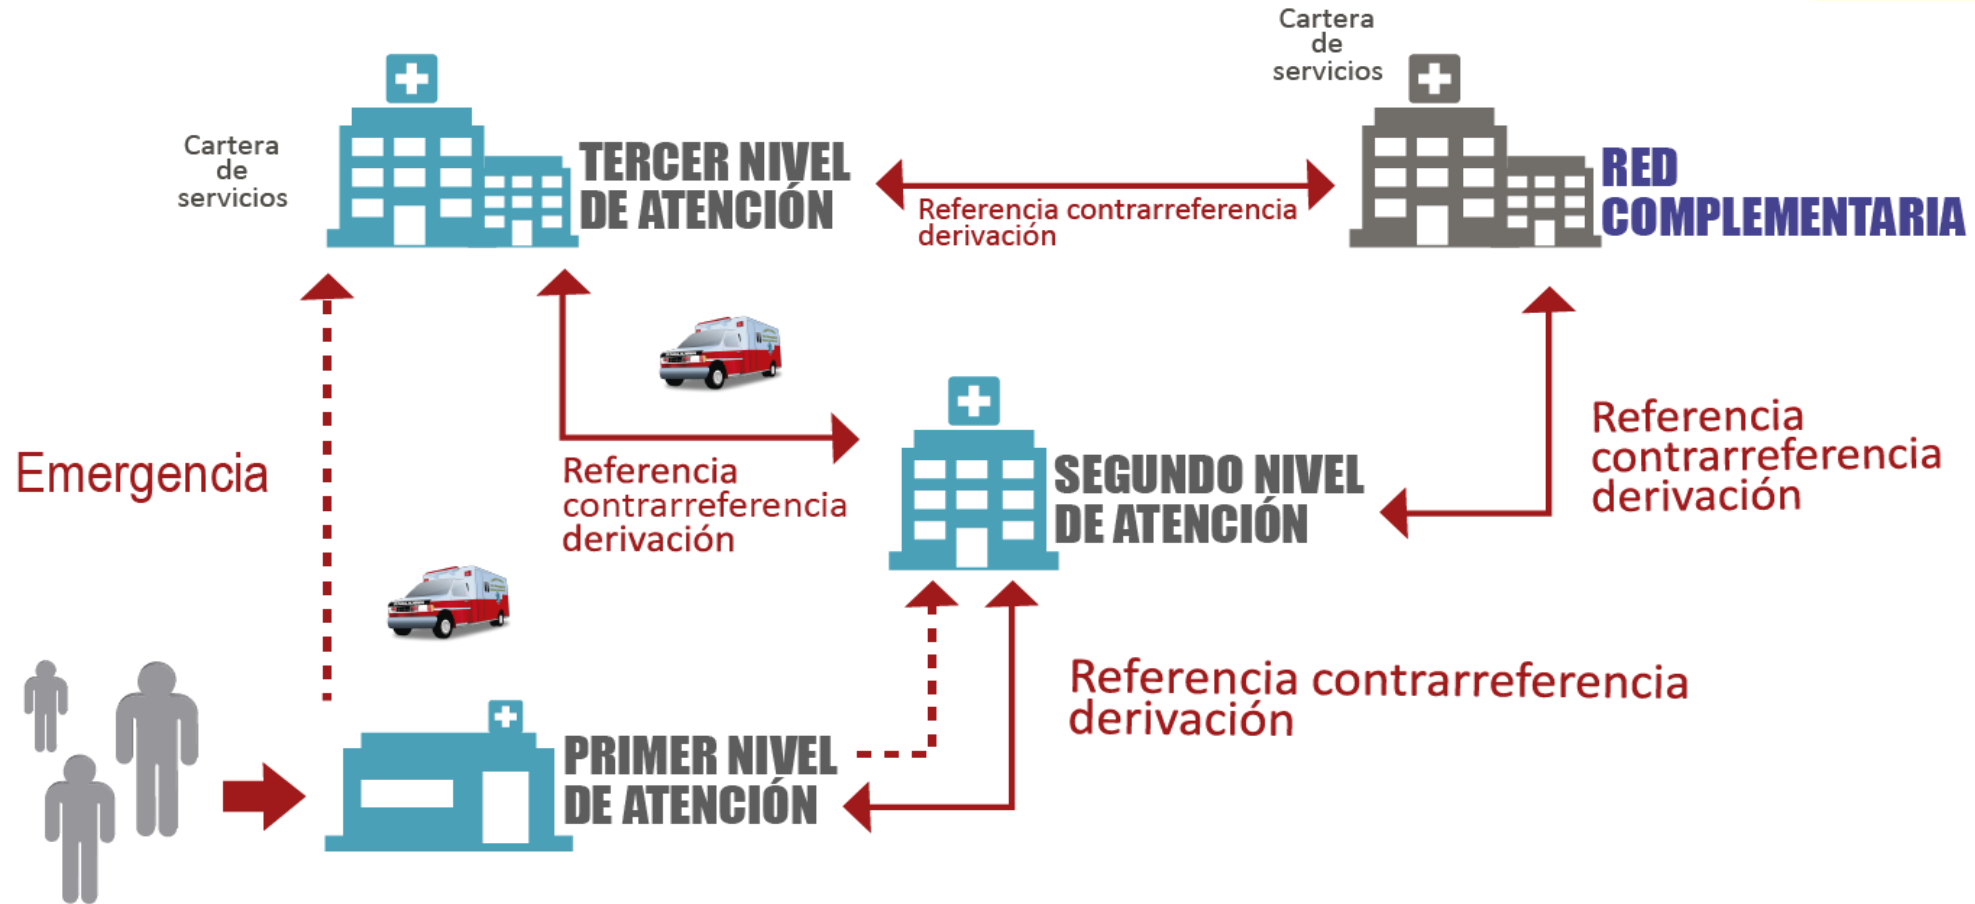 Cartera
de
servicios
Cartera
de
servicios
TERCER NIVEL
DE ATENCIÓN
RED
COMPLEMENTARIA
Referencia contrarreferencia
derivación
Emergencia
Referencia
contrarreferencia
derivación
SEGUNDO NIVEL
DE ATENCIÓN
Referencia
contrarreferencia
derivación
Referencia contrarreferencia
derivación
PRIMER NIVEL
DE ATENCIÓN